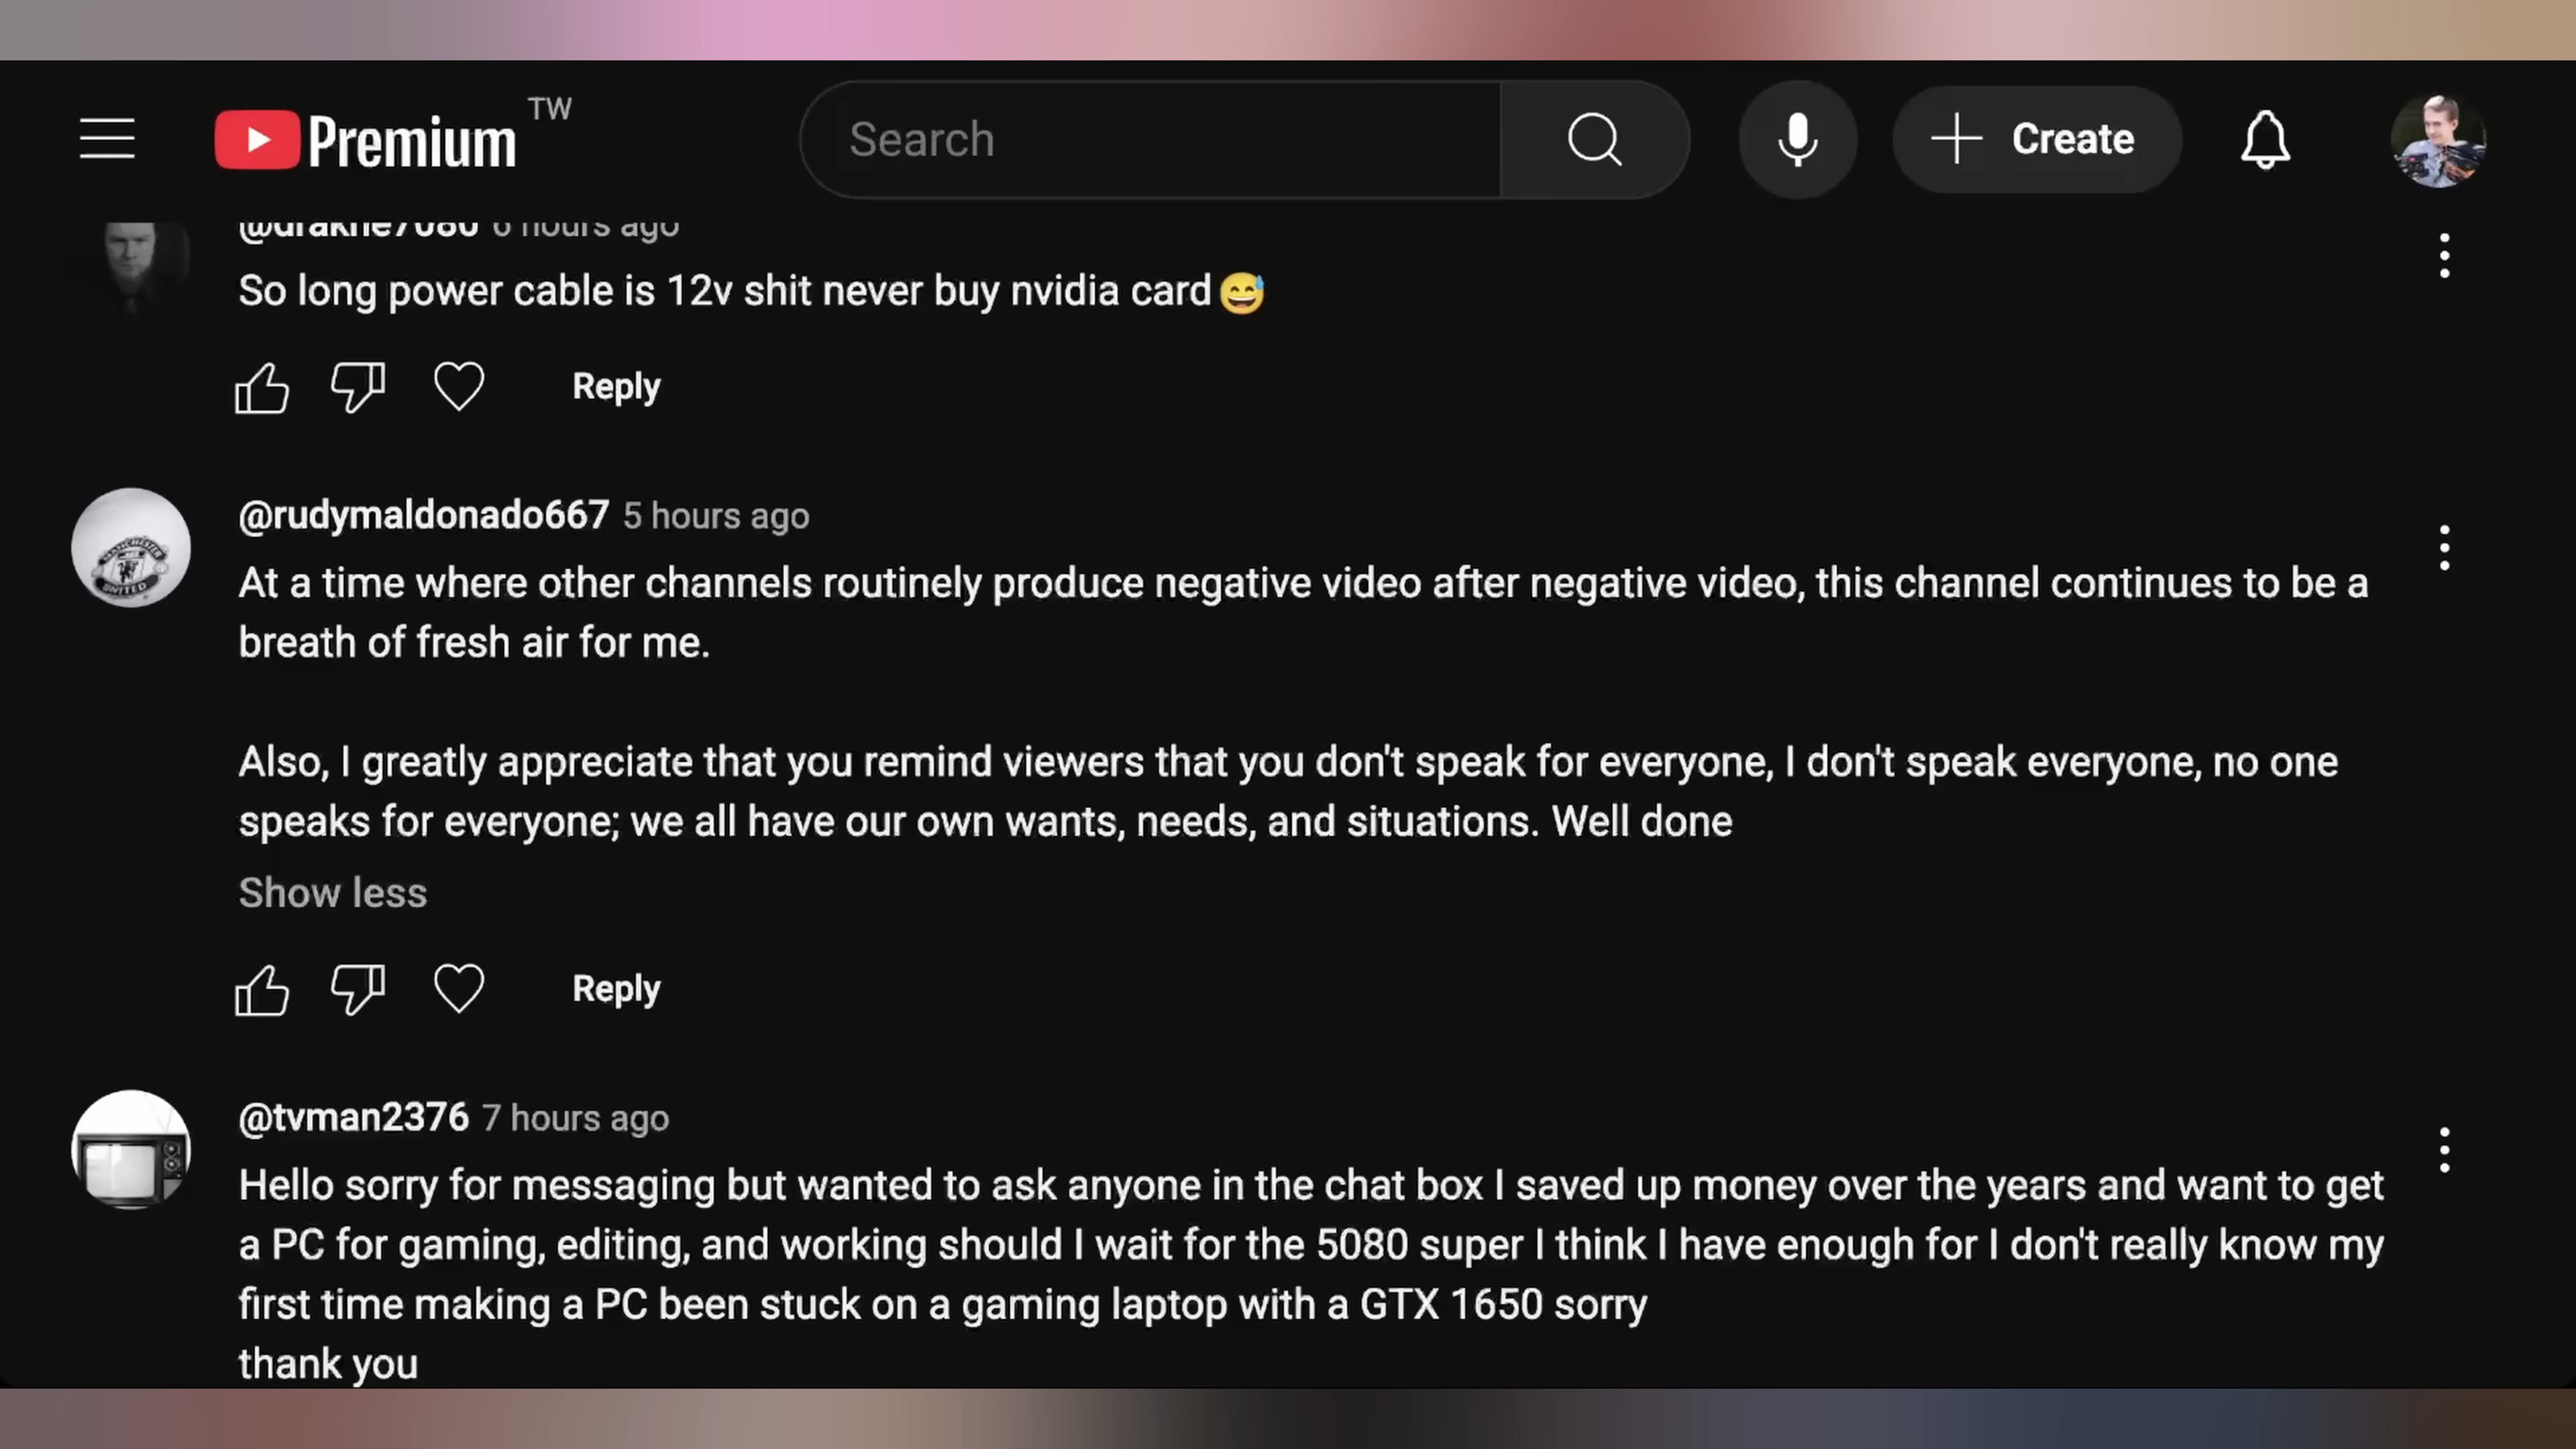 Premium TW
Search
Create
@drakne7080 6 hours ago
So long power cable is 12v shit never buy nvidia card😅
Reply
@rudymaldonado667 5 hours ago
At a time where other channels routinely produce negative video after negative video, this channel continues to be a
breath of fresh air for me.
Also, I greatly appreciate that you remind viewers that you don't speak for everyone, I don't speak everyone, no one
speaks for everyone; we all have our own wants, needs, and situations. Well done
Show less
Reply
MANCHESTER
UNITED
@tvman2376 7 hours ago
Hello sorry for messaging but wanted to ask anyone in the chat box I saved up money over the years and want to get
a PC for gaming, editing, and working should I wait for the 5080 super I think I have enough for I don't really know my
first time making a PC been stuck on a gaming laptop with a GTX 1650 sorry
thank you